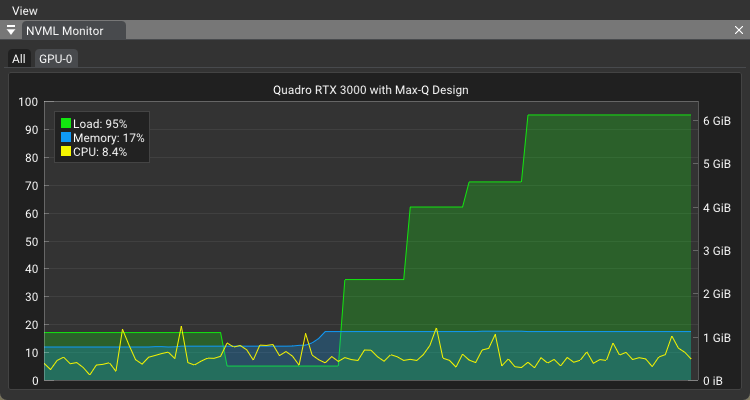 View
NVML Monitor
All GPU-0
Quadro RTX 3000 with Max-Q Design
Load: 95%
Memory: 17%
CPU: 8.4%
100
90
80
70
60
50
40
30
20
10
0
6 GiB
5 GiB
4 GiB
3 GiB
2 GiB
1 GiB
0 iB